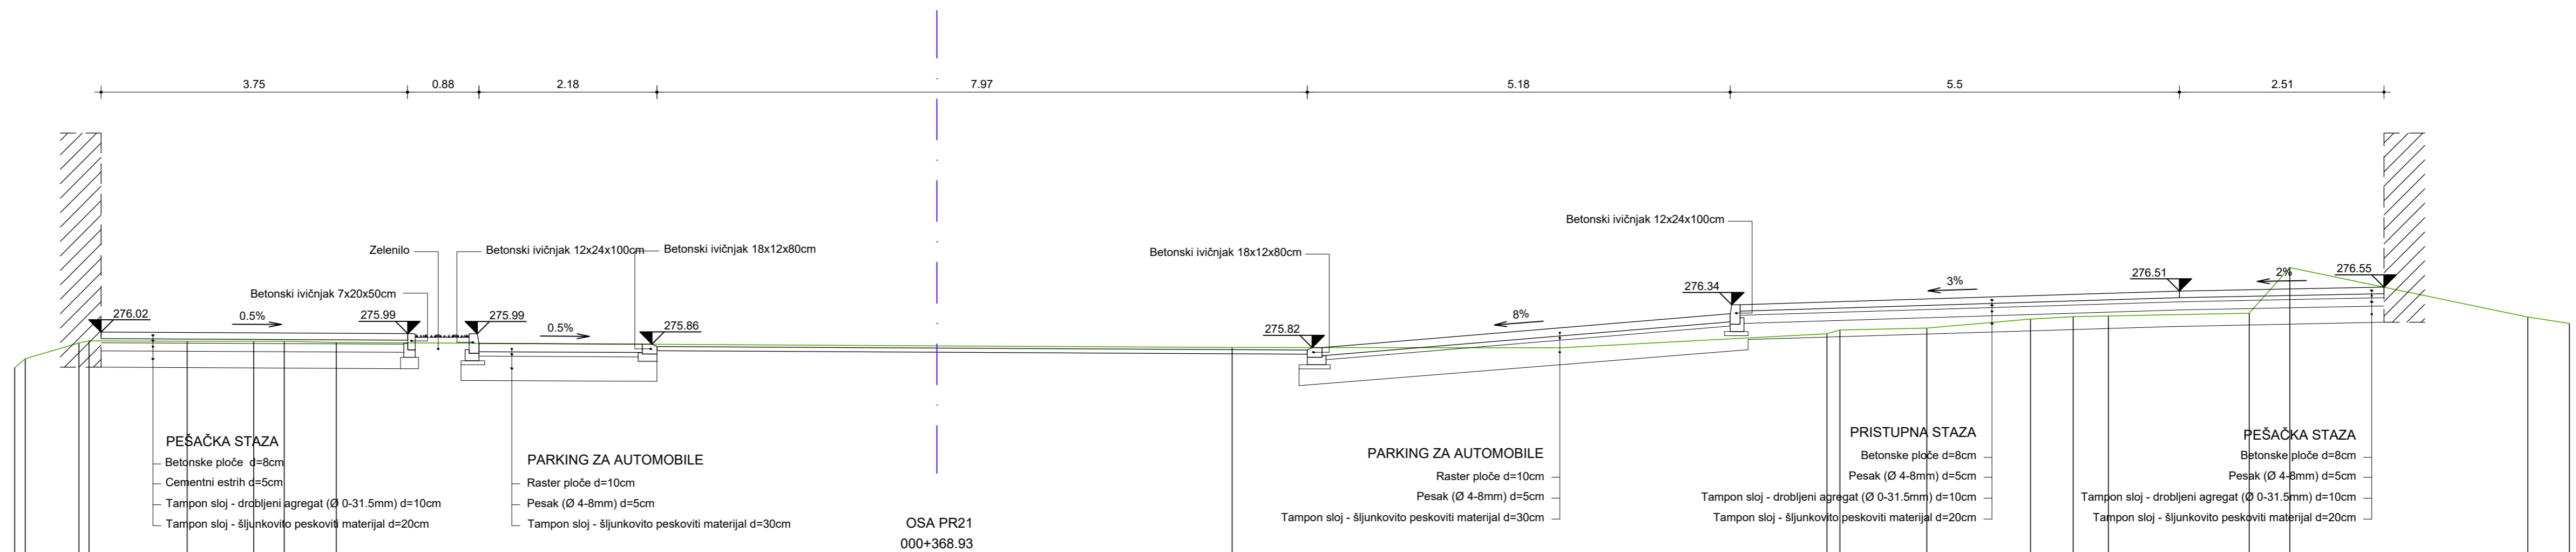 3.75 0.88 2.18 7.97 5.18 5.5 2.51
Betonski ivičnjak 12x24x100cm
Zelenilo
Betonski ivičnjak 12x24x100cm
Betonski ivičnjak 18x12x80cm
Betonski ivičnjak 18x12x80cm
Betonski ivičnjak 7x20x50cm
276.02
0.5%
275.99
275.99
0.5%
275.86
275.82
8%
276.34
3%
276.51
2%
276.55
PEŠAČKA STAZA
Betonske ploče d=8cm
Cementni estrih d=5cm
Tampon sloj - drobljeni agregat (Ø 0-31.5mm) d=10cm
Tampon sloj - šljunkovito peskoviti materijal d=20cm
PARKING ZA AUTOMOBILE
Raster ploče d=10cm
Pesak (Ø 4-8mm) d=5cm
Tampon sloj - šljunkovito peskoviti materijal d=30cm
OSA PR21
000+368.93
PARKING ZA AUTOMOBILE
Raster ploče d=10cm
Pesak (Ø 4-8mm) d=5cm
Tampon sloj - šljunkovito peskoviti materijal d=30cm
PRISTUPNA STAZA
Betonske ploče d=8cm
Pesak (Ø 4-8mm) d=5cm
Tampon sloj - drobljeni agregat (Ø 0-31.5mm) d=10cm
Tampon sloj - šljunkovito peskoviti materijal d=20cm
PEŠAČKA STAZA
Betonske ploče d=8cm
Pesak (Ø 4-8mm) d=5cm
Tampon sloj - drobljeni agregat (Ø 0-31.5mm) d=10cm
Tampon sloj - šljunkovito peskoviti materijal d=20cm